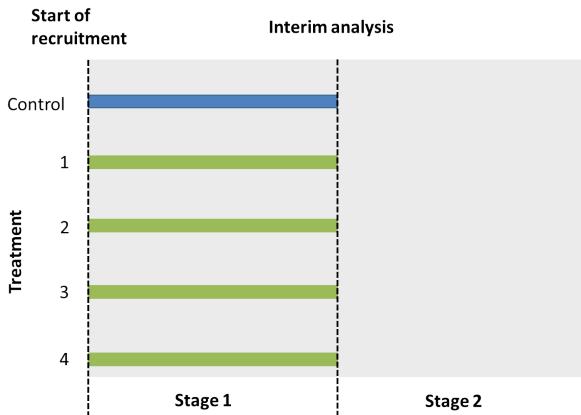 Start of
recruitment
Interim analysis
Control
1
2
3
4
Treatment
Stage 1
Stage 2